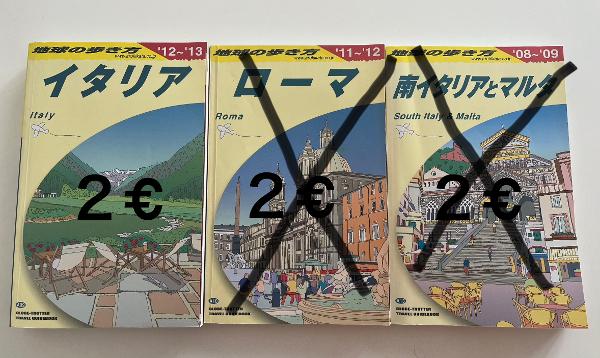 地球の歩き方
'12~'13
イタリア
Italy
2€
GLOBE-TROTTER
TRAVEL GUIDEBOOK
地球の歩き方
'11~'12
ローマ
Roma
2€
GLOBE-TROTTER
TRAVEL GUIDE BOOK
地球の歩き方
'08~'09
南イタリアとマルタ
South Italy & Malta
2€
GLOBE-TROTTER
TRAVEL GUIDEBOOK